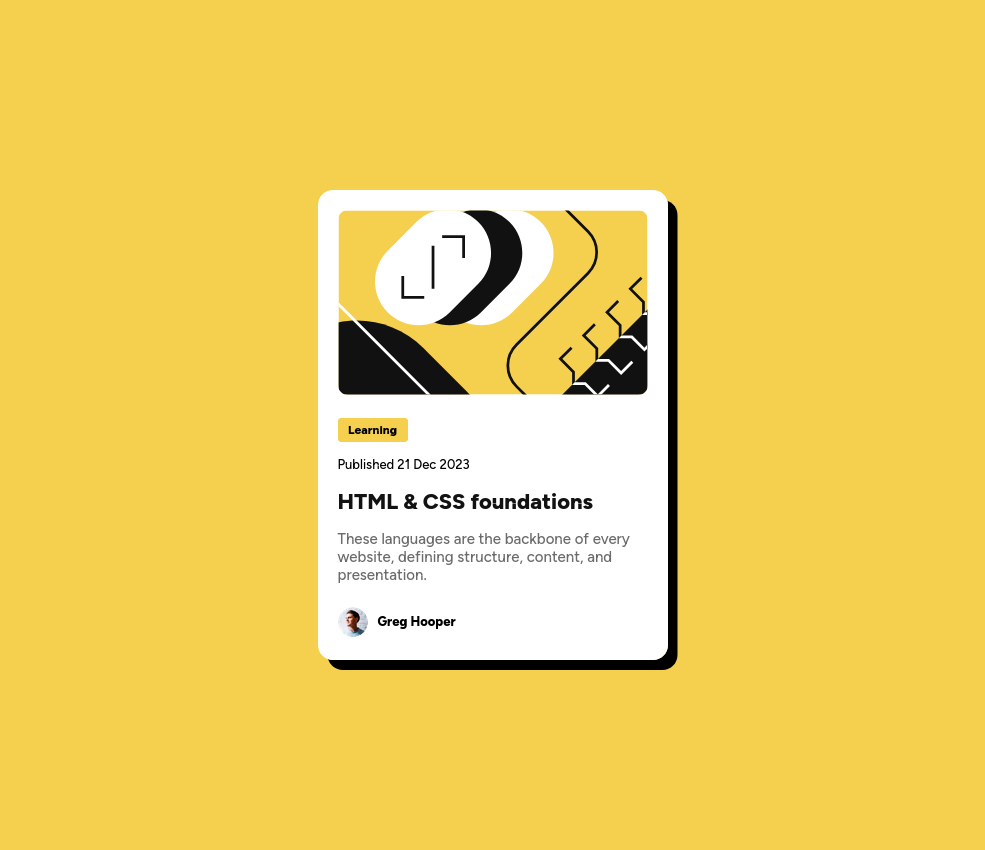 Learning
Published 21 Dec 2023
HTML & CSS foundations
These languages are the backbone of every
website, defining structure, content, and
presentation.
Greg Hooper